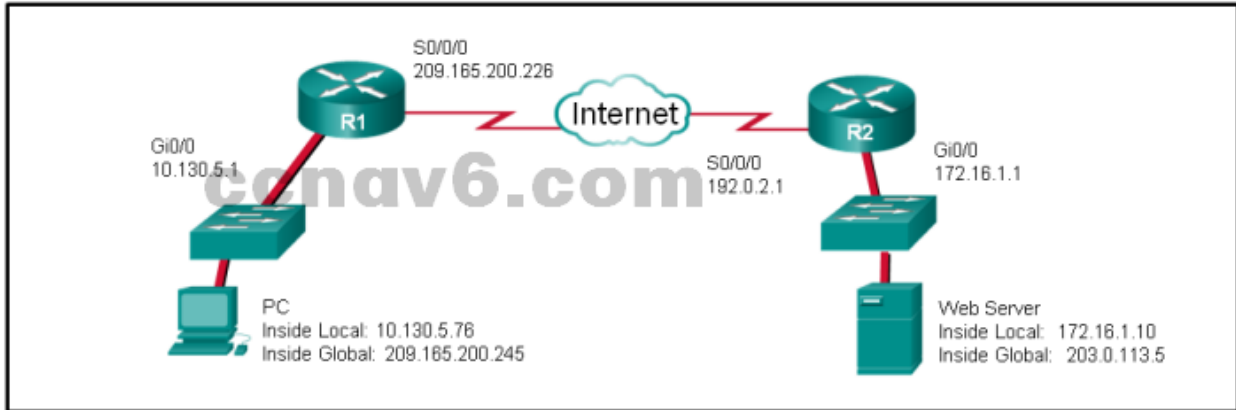 S0/0/0
209.165.200.226
R1
Internet
R2
Gi0/0
10.130.5.1
S0/0/0
192.0.2.1
Gi0/0
172.16.1.1
ccnav6.com
PC
Inside Local: 10.130.5.76
Inside Global: 209.165.200.245
Web Server
Inside Local: 172.16.1.10
Inside Global: 203.0.113.5